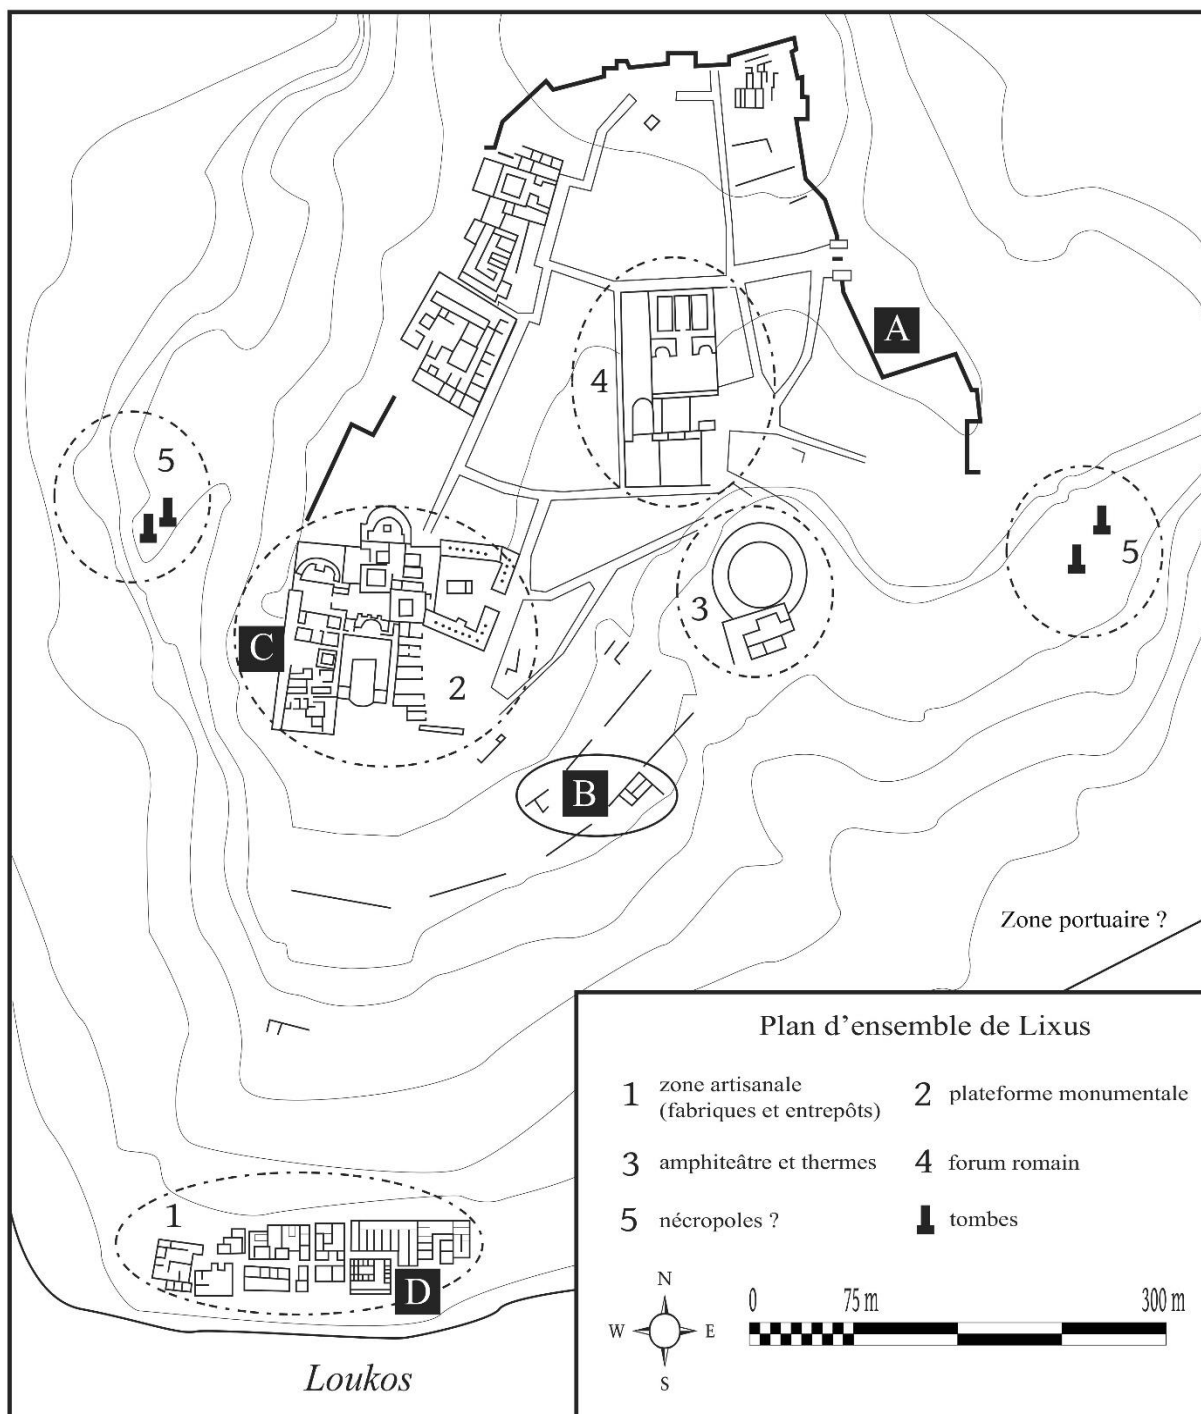 A
4
5
5
3
C
2
B
Zone portuaire ?
Plan d'ensemble de Lixus
1 zone artisanale
(fabriques et entrepôts)
2 plateforme monumentale
3 amphiteâtre et thermes
4 forum romain
5 nécropoles ?
tombes
1
D
N
W E
S
0 75 m 300 m
Loukos